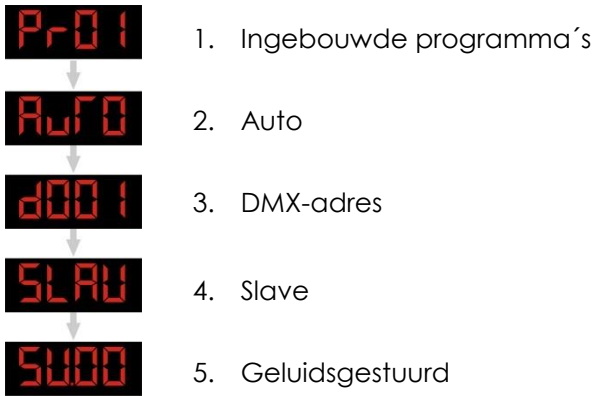 Pr01 1. Ingebouwde programma´s
AuTO 2. Auto
d001 3. DMX-adres
SLAU 4. Slave
SU.00 5. Geluidsgestuurd